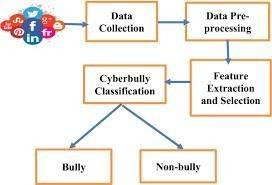 Data
Collection
Data Pre-
processing
Feature
Extraction
and Selection
Cyberbully
Classification
Bully
Non-bully